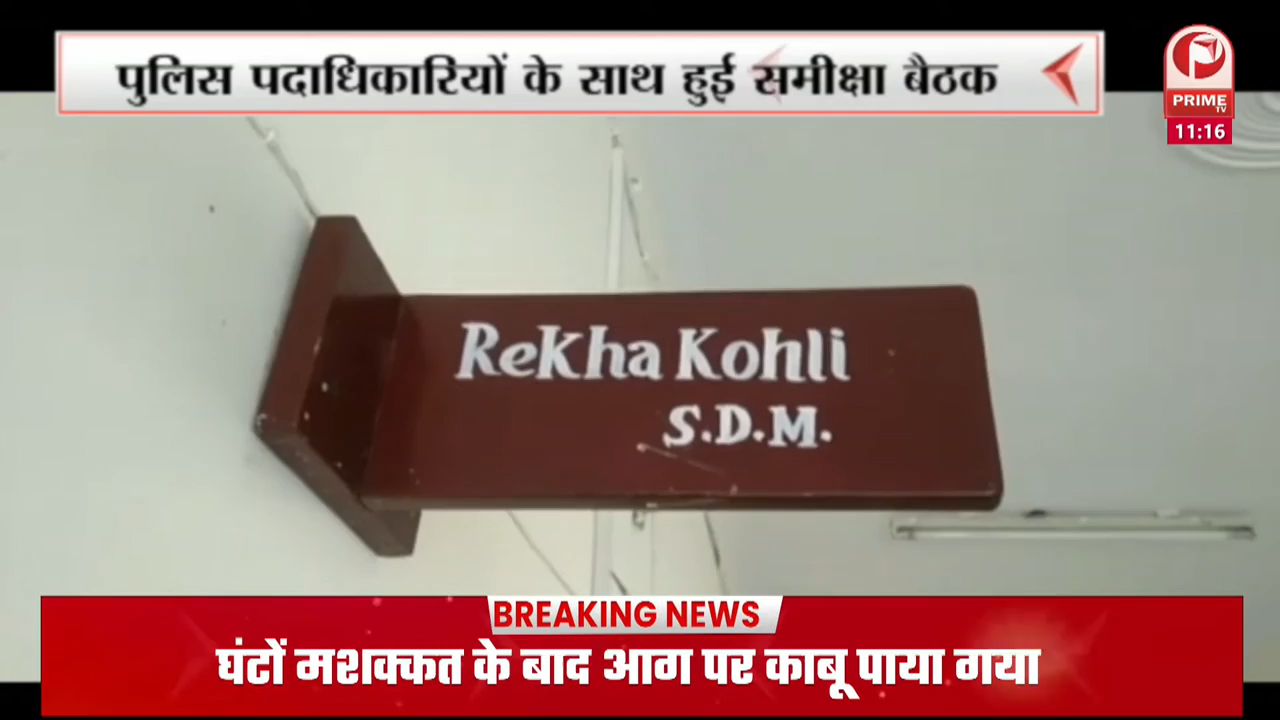 पुलिस पदाधिकारियों के साथ हुई समीक्षा बैठक
PRIME
TV
11:16
Rekha Kohli
S.D.M.
BREAKING NEWS
घंटों मशक्कत के बाद आग पर काबू पाया गया